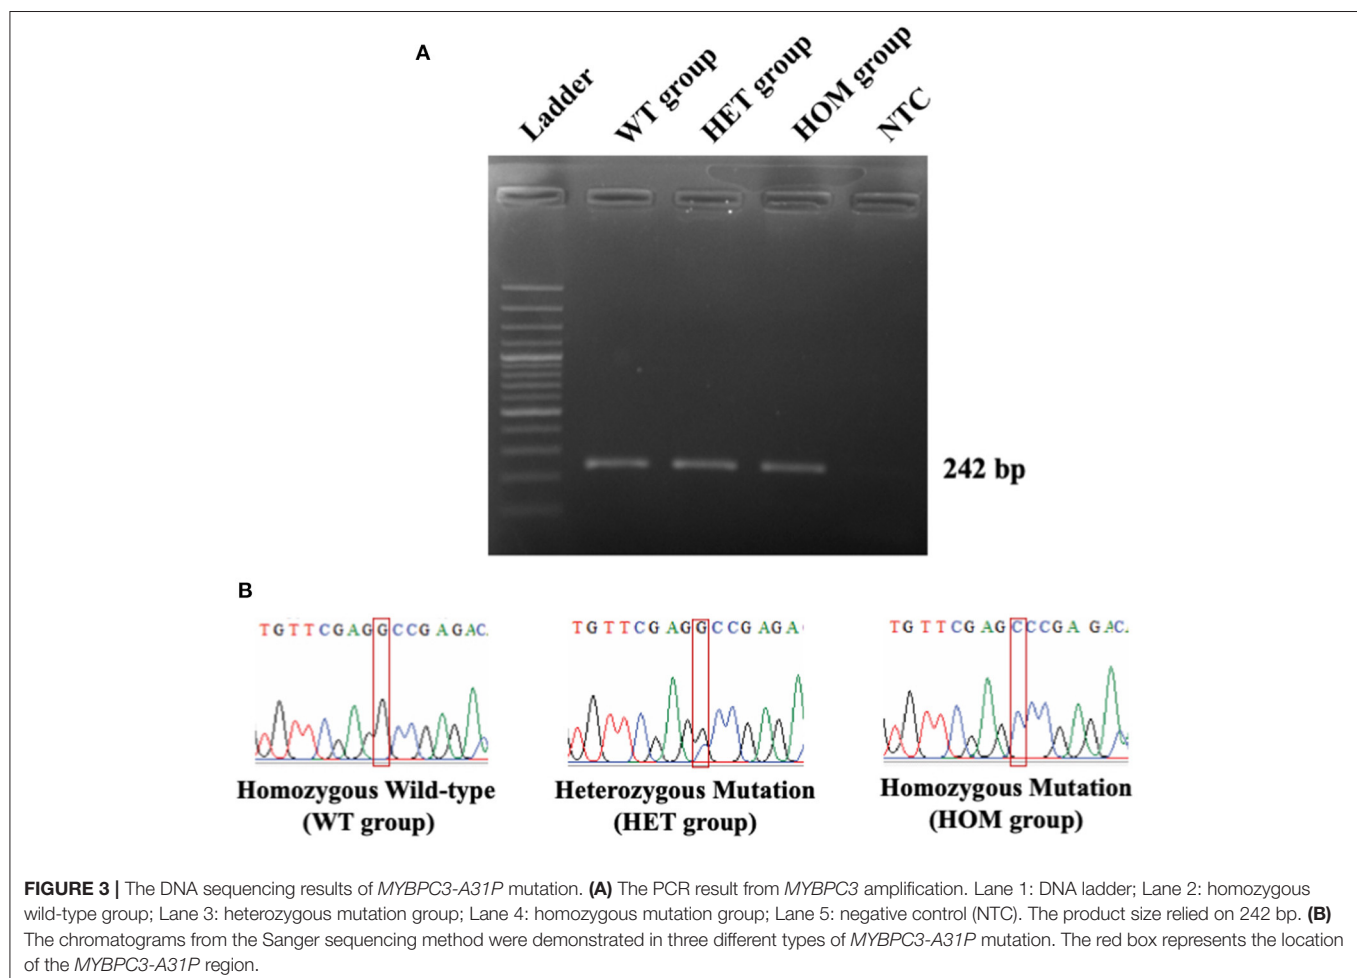 A
Ladder
WT group
HET group
HOM group
NTC
242 bp
B
TGTTCGAGGCCGAGAC
TGTTCGAGGCCGAGA
TGTTCGAGCCCGAGAC
Homozygous Wild-type
(WT group)
Heterozygous Mutation
(HET group)
Homozygous Mutation
(HOM group)
FIGURE 3 | The DNA sequencing results of MYBPC3-A31P mutation. (A) The PCR result from MYBPC3 amplification. Lane 1: DNA ladder; Lane 2: homozygous
wild-type group; Lane 3: heterozygous mutation group; Lane 4: homozygous mutation group; Lane 5: negative control (NTC). The product size relied on 242 bp. (B)
The chromatograms from the Sanger sequencing method were demonstrated in three different types of MYBPC3-A31P mutation. The red box represents the location
of the MYBPC3-A31P region.